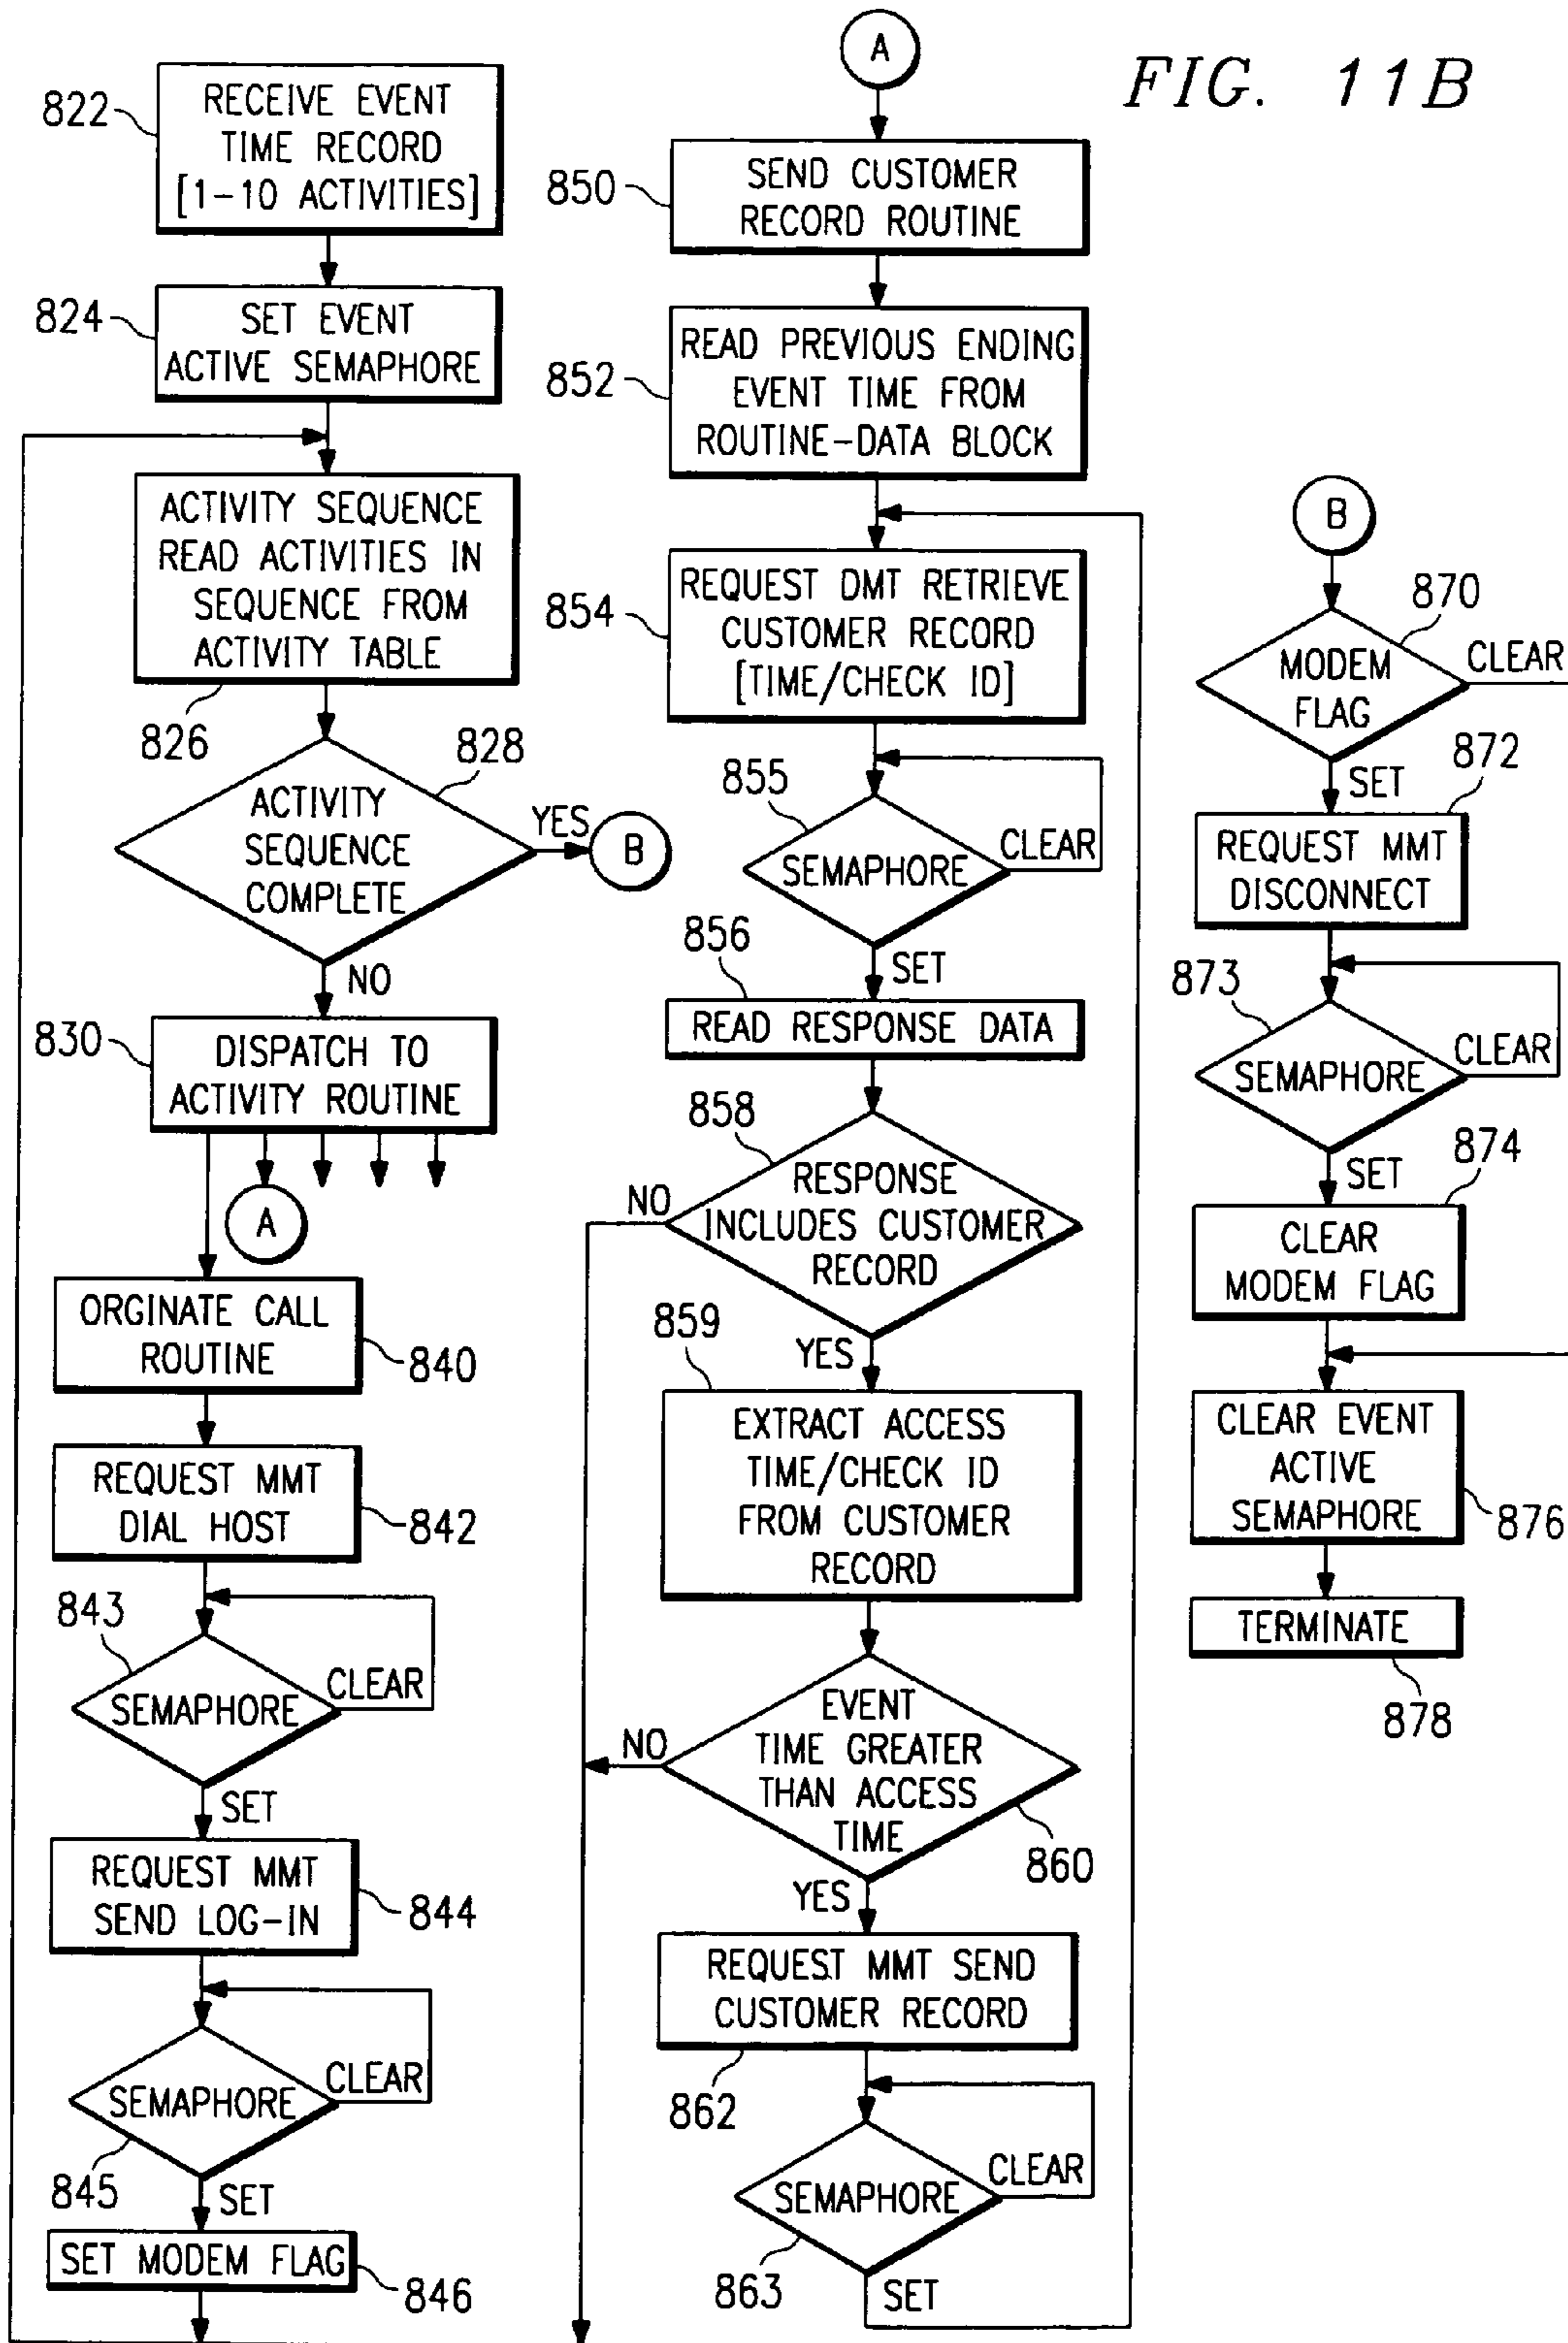 FIG. 11B
822
RECEIVE EVENT
TIME RECORD
[1-10 ACTIVITIES]
824
SET EVENT
ACTIVE SEMAPHORE
ACTIVITY SEQUENCE
READ ACTIVITIES IN
SEQUENCE FROM
ACTIVITY TABLE
826
828
ACTIVITY
SEQUENCE
COMPLETE
YES
B
NO
830
DISPATCH TO
ACTIVITY ROUTINE
A
ORGINATE CALL
ROUTINE
840
REQUEST MMT
DIAL HOST
842
843
SEMAPHORE
CLEAR
SET
REQUEST MMT
SEND LOG-IN
844
SEMAPHORE
CLEAR
845
SET
SET MODEM FLAG
846
A
850
SEND CUSTOMER
RECORD ROUTINE
852
READ PREVIOUS ENDING
EVENT TIME FROM
ROUTINE-DATA BLOCK
854
REQUEST DMT RETRIEVE
CUSTOMER RECORD
[TIME/CHECK ID]
855
SEMAPHORE
CLEAR
SET
856
READ RESPONSE DATA
858
RESPONSE
INCLUDES CUSTOMER
RECORD
NO
YES
859
EXTRACT ACCESS
TIME/CHECK ID
FROM CUSTOMER
RECORD
EVENT
TIME GREATER
THAN ACCESS
TIME
NO
860
YES
REQUEST MMT SEND
CUSTOMER RECORD
862
SEMAPHORE
CLEAR
863
SET
B
870
MODEM
FLAG
CLEAR
SET
872
REQUEST MMT
DISCONNECT
873
SEMAPHORE
CLEAR
SET
874
CLEAR
MODEM FLAG
CLEAR EVENT
ACTIVE
SEMAPHORE
876
TERMINATE
878